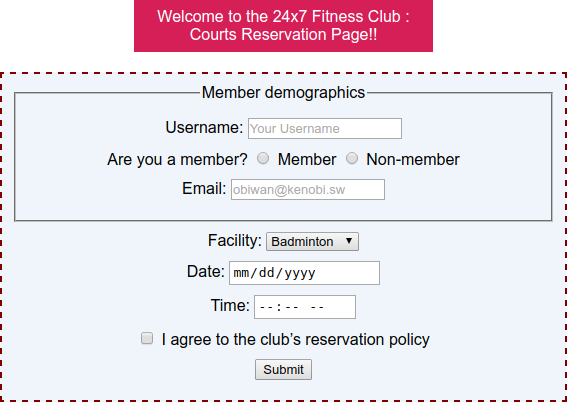 Welcome to the 24x7 Fitness Club :
Courts Reservation Page!!
Member demographics
Username: Your Username
Are you a member? Member Non-member
Email: obiwan@kenobi.sw
Facility: Badminton
Date: mm/dd/yyyy
Time: --:-- --
I agree to the club’s reservation policy
Submit